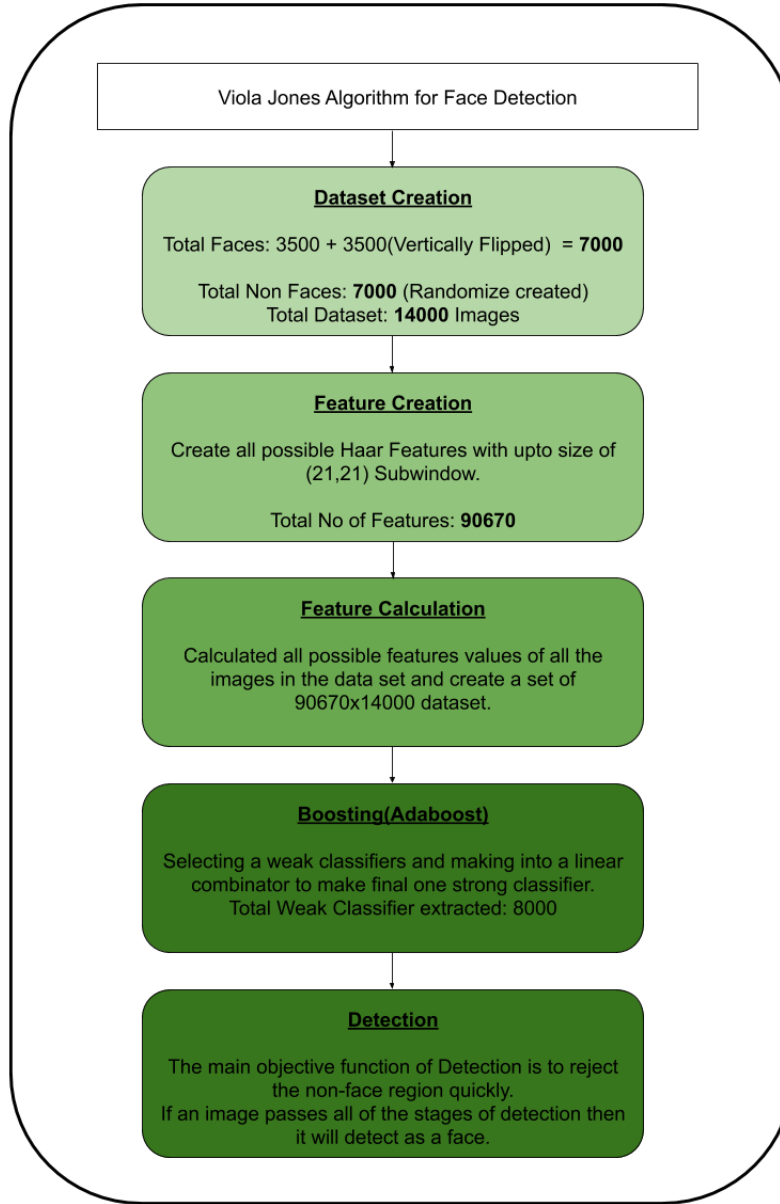 Viola Jones Algorithm for Face Detection
Dataset Creation
Total Faces: 3500 + 3500(Vertically Flipped) = 7000
Total Non Faces: 7000 (Randomize created)
Total Dataset: 14000 Images
Feature Creation
Create all possible Haar Features with upto size of
(21,21) Subwindow.
Total No of Features: 90670
Feature Calculation
Calculated all possible features values of all the
images in the data set and create a set of
90670x14000 dataset.
Boosting(Adaboost)
Selecting a weak classifiers and making into a linear
combinator to make final one strong classifier.
Total Weak Classifier extracted: 8000
Detection
The main objective function of Detection is to reject
the non-face region quickly.
If an image passes all of the stages of detection then
it will detect as a face.